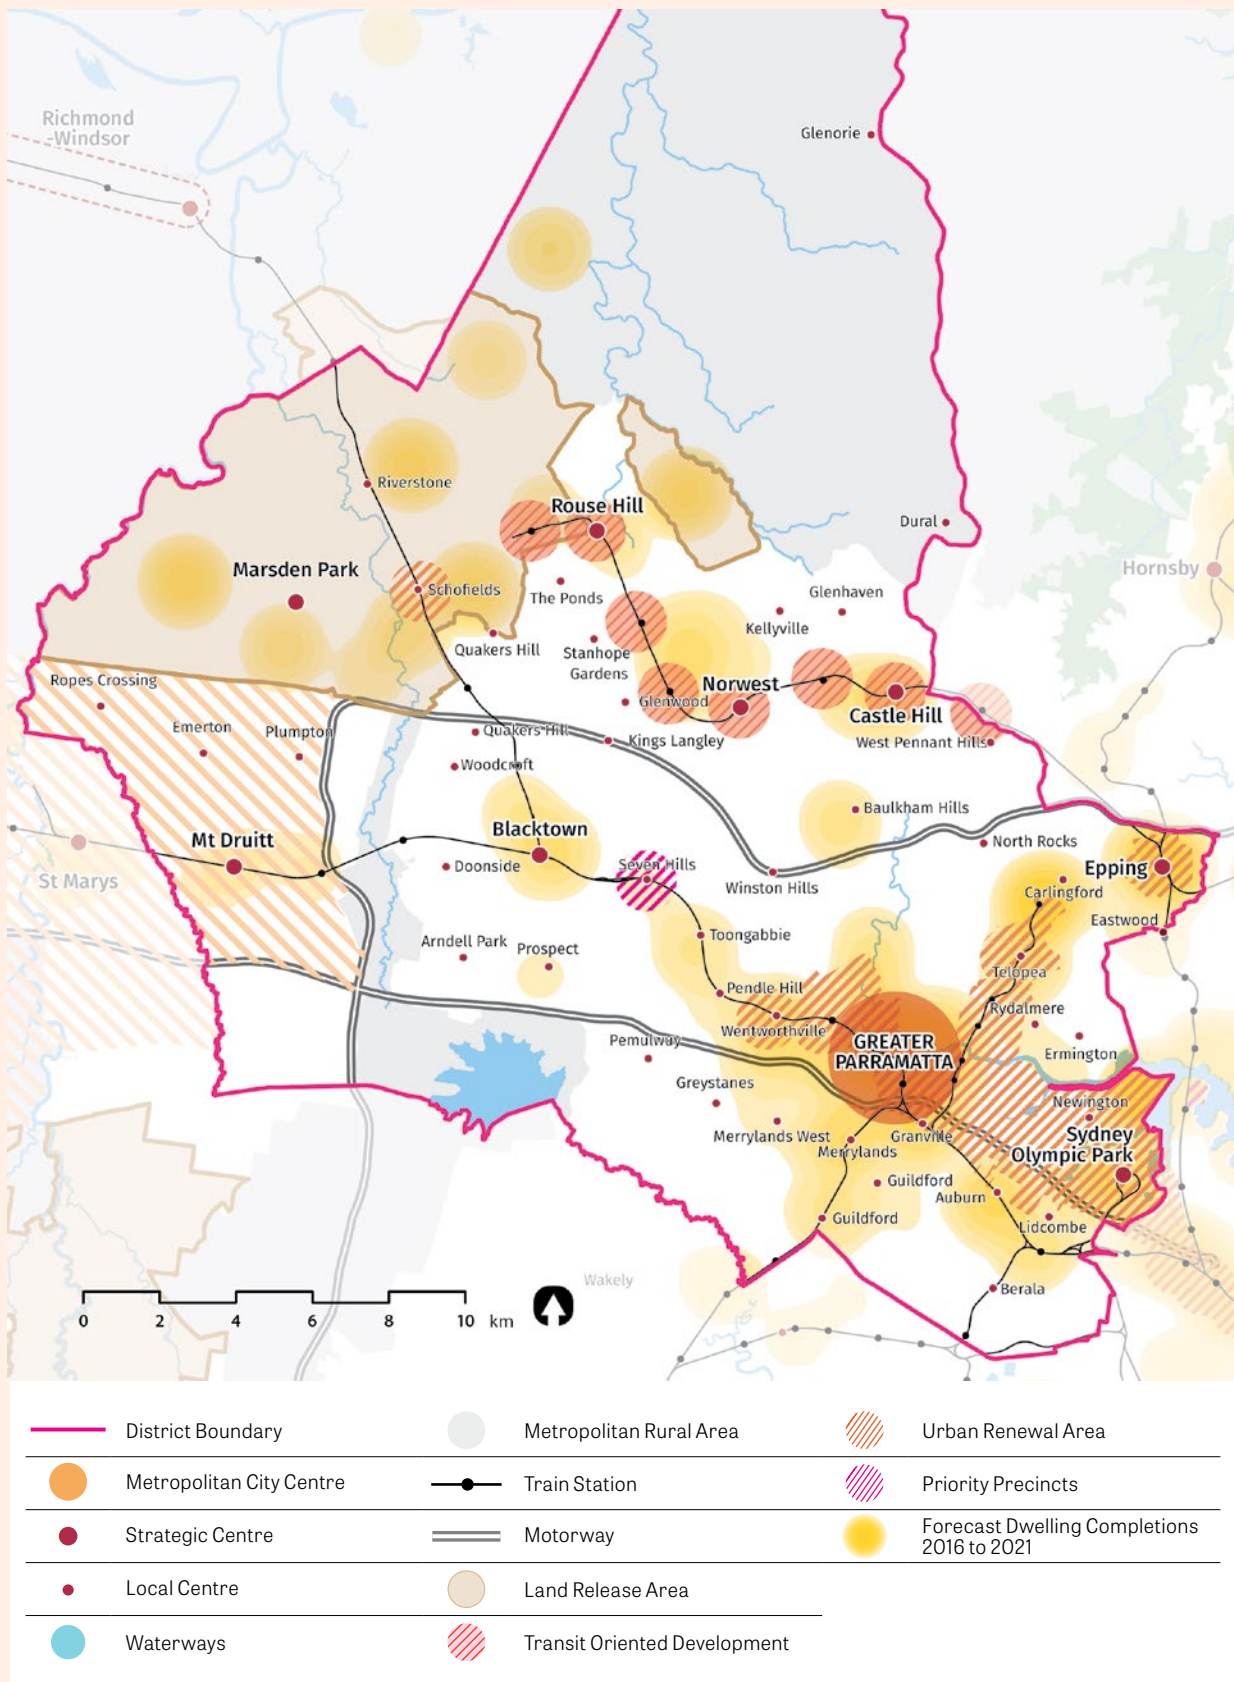 Richmond
-Windsor
Glenorie
Riverstone
Rouse Hill
Dural
Marsden Park
Schofields
The Ponds
Glenhaven
Hornsby
Kellyville
Quakers Hill
Stanhope
Gardens
Ropes Crossing
Glenwood
Norwest
Castle Hill
Emerton
Plumpton
Quakers Hill
Kings Langley
West Pennant Hills
Woodcroft
Baulkham Hills
Mt Druitt
Blacktown
North Rocks
St Marys
Doonside
Seven Hills
Winston Hills
Epping
Carlingford
Eastwood
Arndell Park
Prospect
Toongabbie
Telopea
Pendle Hill
Rydalmere
Wentworthville
Pemulwuy
GREATER
PARRAMATTA
Ermington
Greystanes
Newington
Merrylands West
Merrylands
Granville
Sydney
Olympic Park
Guildford
Auburn
Guildford
Lidcombe
Wakely
Berala
0 2 4 6 8 10 km
District Boundary
Metropolitan Rural Area
Urban Renewal Area
Metropolitan City Centre
Train Station
Priority Precincts
Strategic Centre
Motorway
Forecast Dwelling Completions
2016 to 2021
Local Centre
Land Release Area
Waterways
Transit Oriented Development